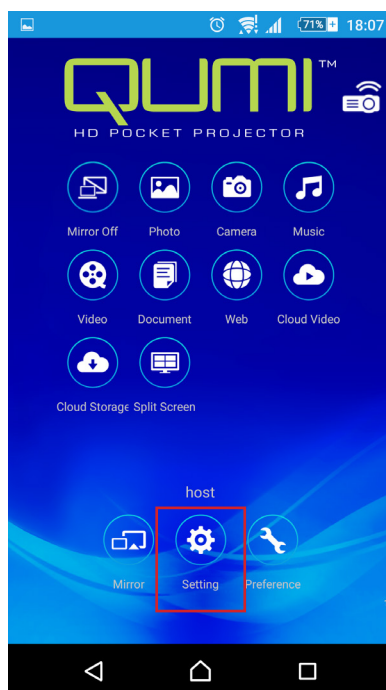 71% 18:07
QUMI™
HD POCKET PROJECTOR
Mirror Off Photo Camera Music
Video Document Web Cloud Video
Cloud Storage Split Screen
host
Mirror Setting Preference